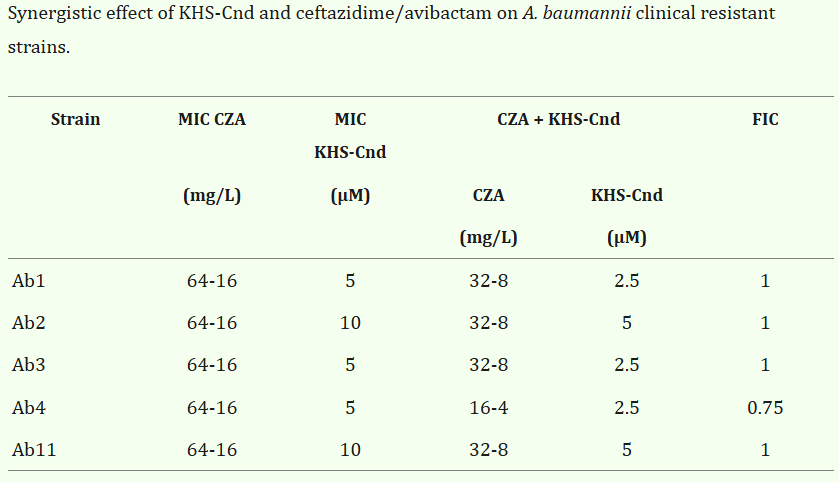 Synergistic effect of KHS-Cnd and ceftazidime/avibactam on A. baumannii clinical resistant
strains.
Strain MIC CZA MIC CZA + KHS-Cnd FIC
KHS-Cnd
(mg/L) (μM) CZA KHS-Cnd
(mg/L) (μM)
Ab1 64-16 5 32-8 2.5 1
Ab2 64-16 10 32-8 5 1
Ab3 64-16 5 32-8 2.5 1
Ab4 64-16 5 16-4 2.5 0.75
Ab11 64-16 10 32-8 5 1